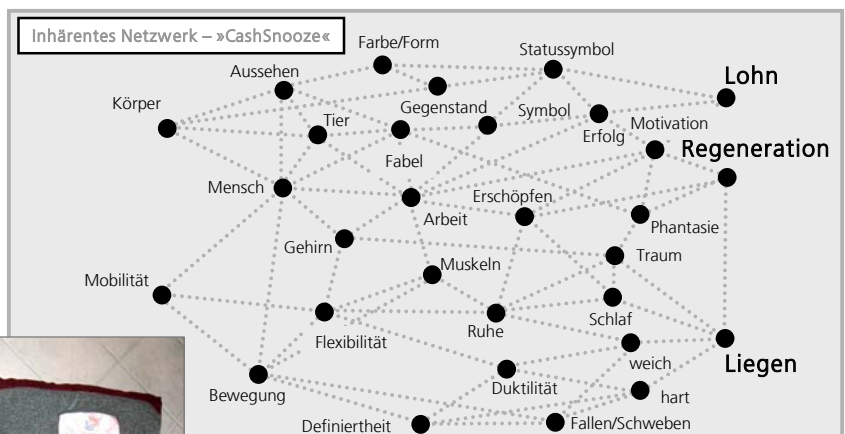 Inhärentes Netzwerk – »CashSnooze«
Farbe/Form
Statussymbol
Aussehen
Lohn
Körper
Gegenstand
Symbol
Tier
Erfolg
Motivation
Regeneration
Fabel
Mensch
Erschöpfen
Arbeit
Phantasie
Gehirn
Traum
Muskeln
Mobilität
Schlaf
Ruhe
Flexibilität
weich
Liegen
Duktilität
Bewegung
hart
Definiertheit
Fallen/Schweben